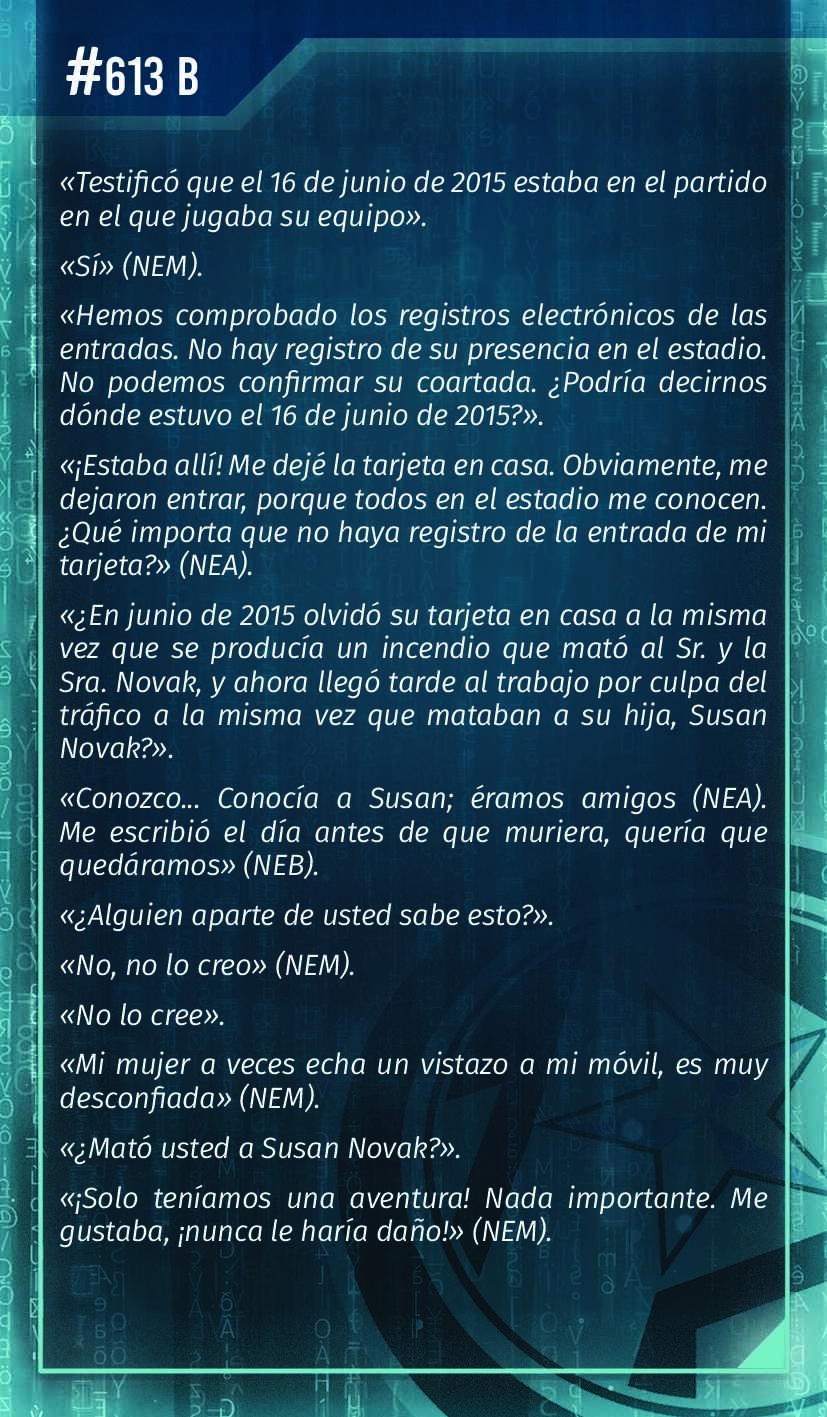 #613 B
«Testificó que el 16 de junio de 2015 estaba en el partido
en el que jugaba su equipo».
«Sí» (NEM).
«Hemos comprobado los registros electrónicos de las
entradas. No hay registro de su presencia en el estadio.
No podemos confirmar su coartada. ¿Podría decirnos
dónde estuvo el 16 de junio de 2015?».
«¡Estaba allí! Me dejé la tarjeta en casa. Obviamente, me
dejaron entrar, porque todos en el estadio me conocen.
¿Qué importa que no haya registro de la entrada de mi
tarjeta?» (NEA).
«¿En junio de 2015 olvidó su tarjeta en casa a la misma
vez que se producía un incendio que mató al Sr. y la
Sra. Novak, y ahora llegó tarde al trabajo por culpa del
tráfico a la misma vez que mataban a su hija, Susan
Novak?».
«Conozco... Conocía a Susan; éramos amigos (NEA).
Me escribió el día antes de que muriera, quería que
quedáramos» (NEB).
«¿Alguien aparte de usted sabe esto?».
«No, no lo creo» (NEM).
«No lo cree».
«Mi mujer a veces echa un vistazo a mi móvil, es muy
desconfiada» (NEM).
«¿Mató usted a Susan Novak?».
«¡Solo teníamos una aventura! Nada importante. Me
gustaba, ¡nunca le haría daño!» (NEM).